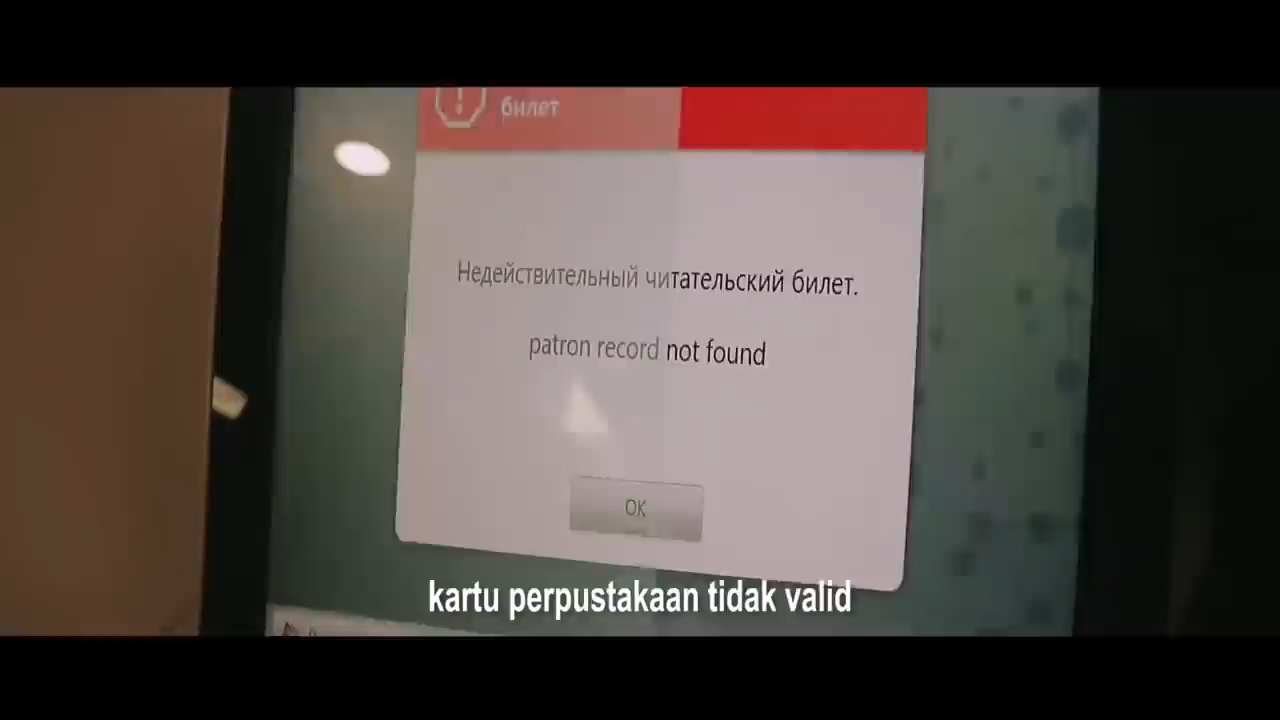 билет
Недействительный читательский билет.
patron record not found
OK
kartu perpustakaan tidak valid